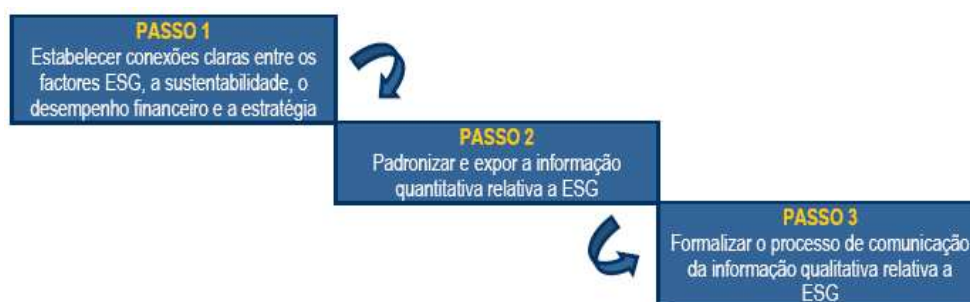 PASSO 1
Estabelecer conexões claras entre os
factores ESG, a sustentabilidade, o
desempenho financeiro e a estratégia
PASSO 2
Padronizar e expor a informação
quantitativa relativa a ESG
PASSO 3
Formalizar o processo de comunicação
da informação qualitativa relativa a
ESG